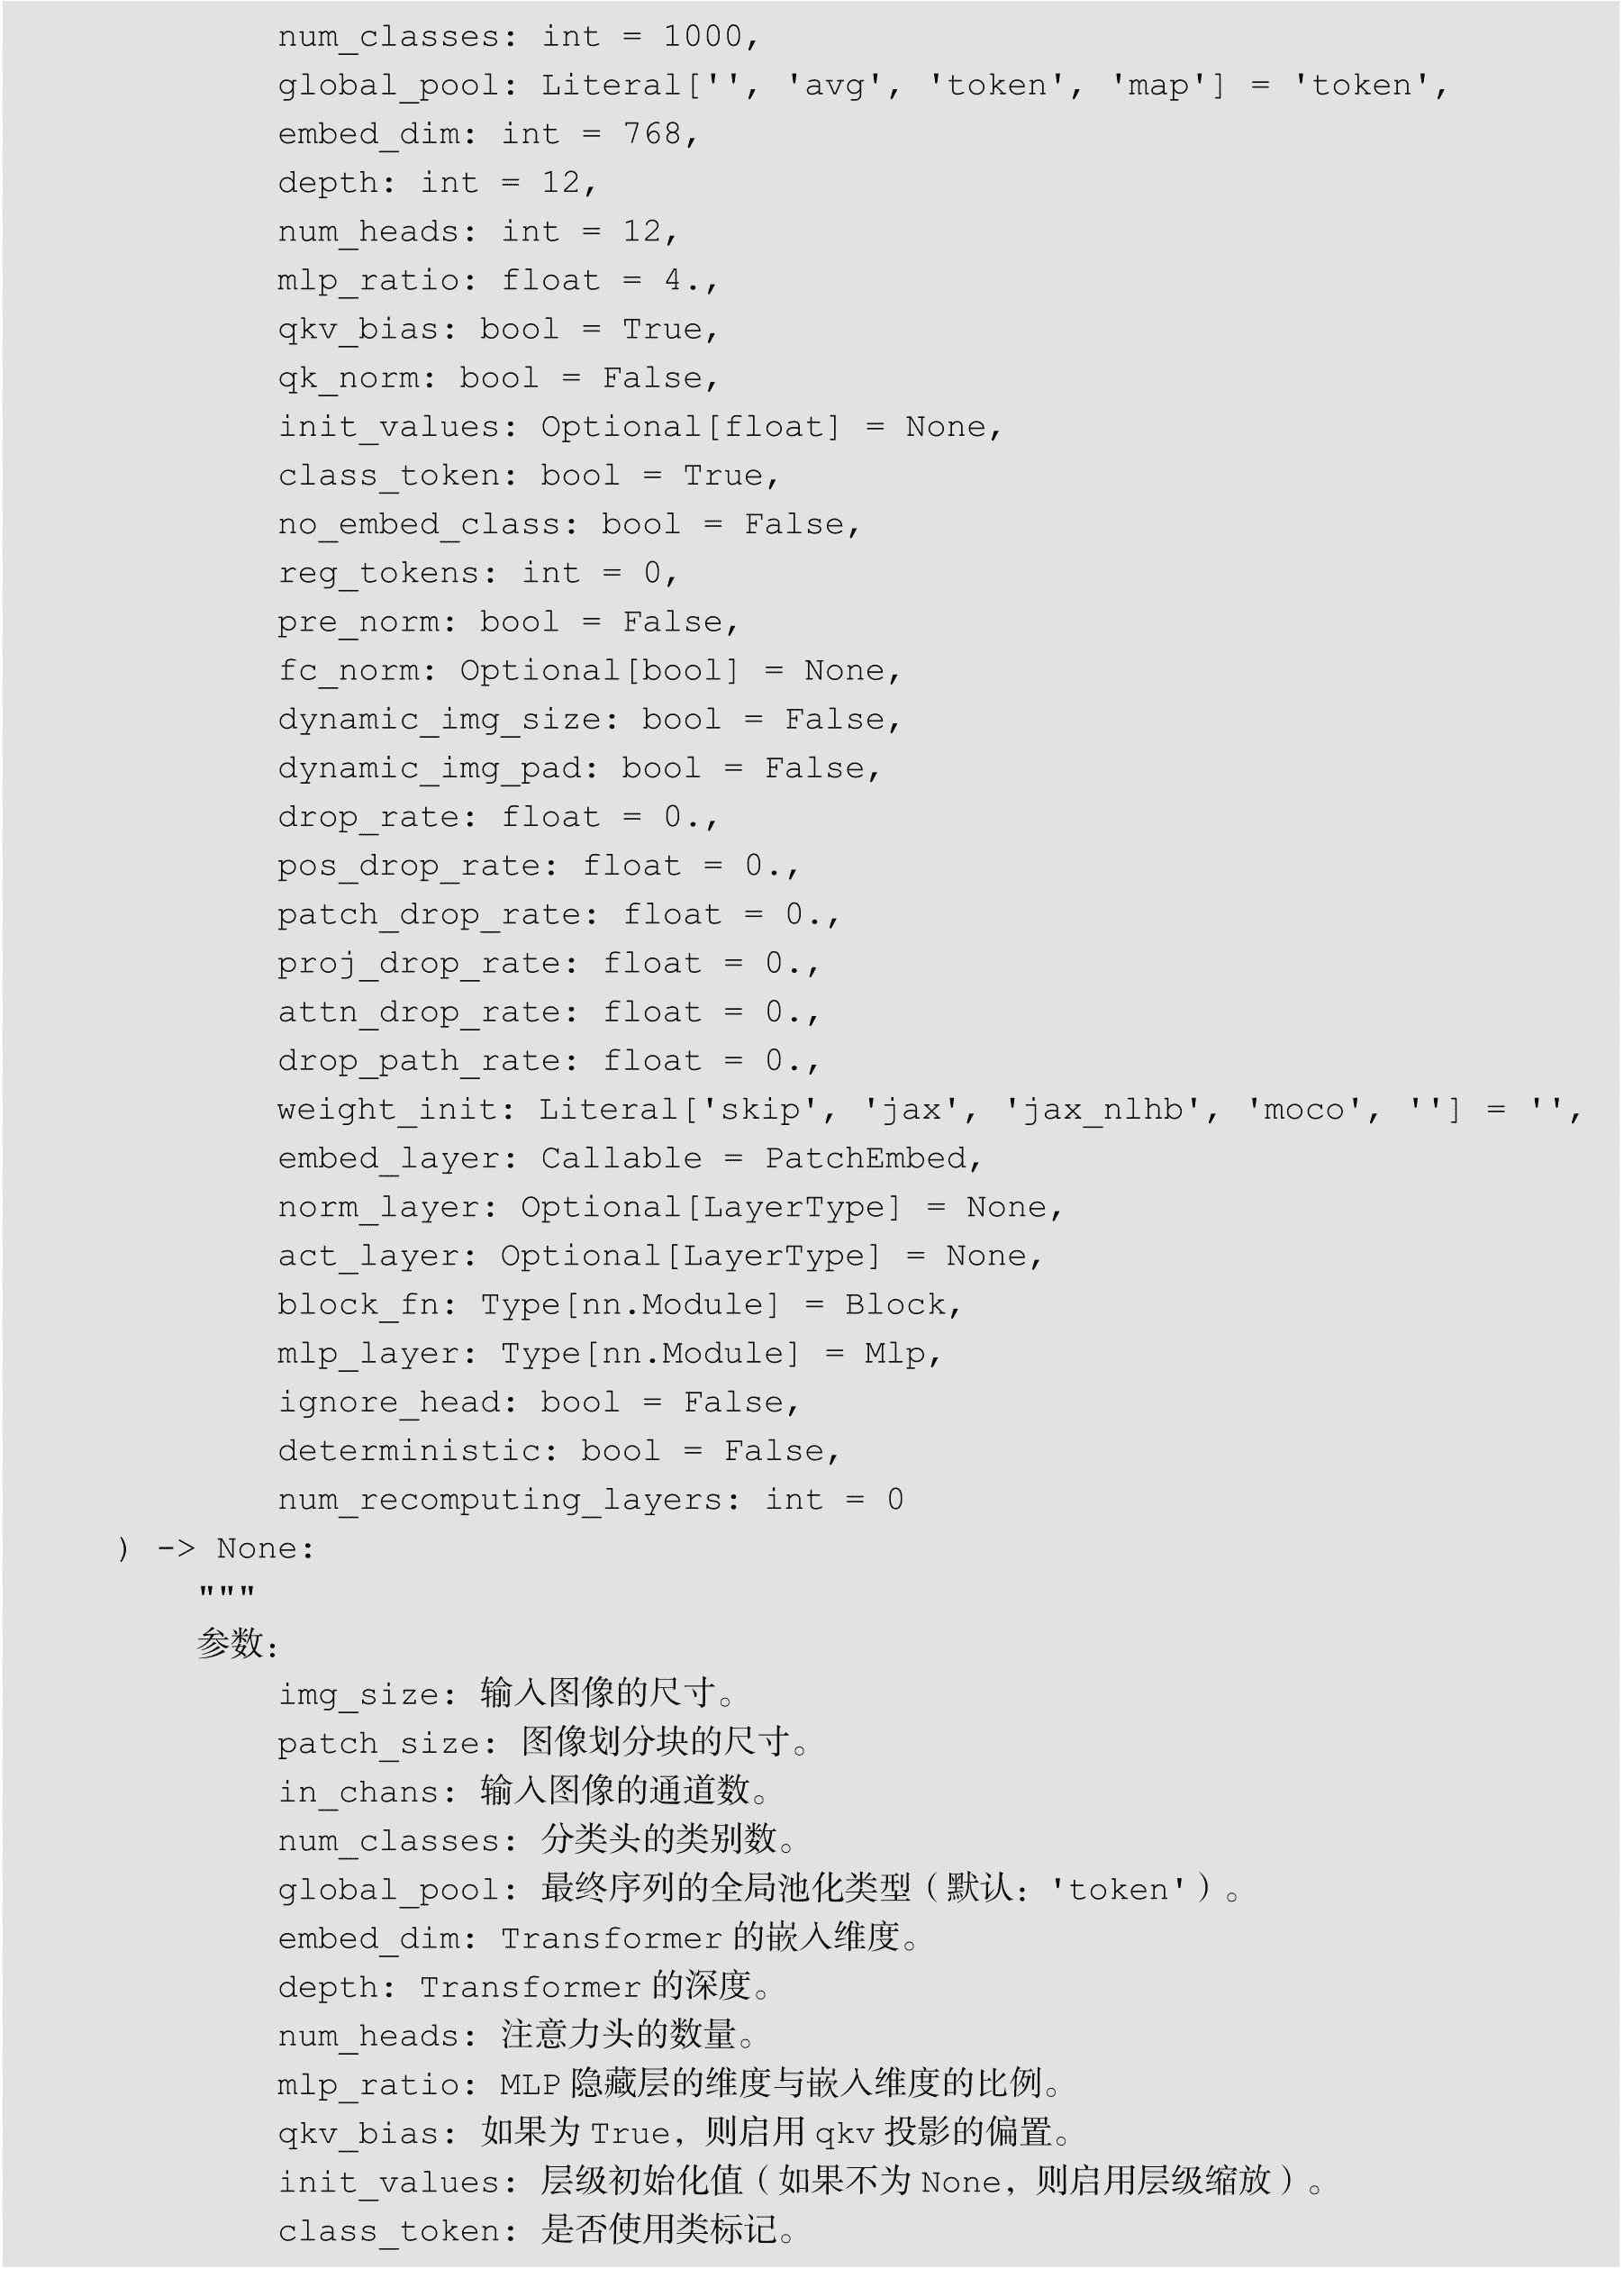 num_classes: int = 1000,
global_pool: Literal['', 'avg', 'token', 'map'] = 'token',
embed_dim: int = 768,
depth: int = 12,
num_heads: int = 12,
mlp_ratio: float = 4.,
qkv_bias: bool = True,
qk_norm: bool = False,
init_values: Optional[float] = None,
class_token: bool = True,
no_embed_class: bool = False,
reg_tokens: int = 0,
pre_norm: bool = False,
fc_norm: Optional[bool] = None,
dynamic_img_size: bool = False,
dynamic_img_pad: bool = False,
drop_rate: float = 0.,
pos_drop_rate: float = 0.,
patch_drop_rate: float = 0.,
proj_drop_rate: float = 0.,
attn_drop_rate: float = 0.,
drop_path_rate: float = 0.,
weight_init: Literal['skip', 'jax', 'jax_nlhb', 'moco', ''] = '',
embed_layer: Callable = PatchEmbed,
norm_layer: Optional[LayerType] = None,
act_layer: Optional[LayerType] = None,
block_fn: Type[nn.Module] = Block,
mlp_layer: Type[nn.Module] = Mlp,
ignore_head: bool = False,
deterministic: bool = False,
num_recomputing_layers: int = 0
) -> None:
"""
参数:
img_size: 输入图像的尺寸。
patch_size: 图像划分块的尺寸。
in_chans: 输入图像的通道数。
num_classes: 分类头的类别数。
global_pool: 最终序列的全局池化类型（默认: 'token'）。
embed_dim: Transformer 的嵌入维度。
depth: Transformer 的深度。
num_heads: 注意力头的数量。
mlp_ratio: MLP 隐藏层的维度与嵌入维度的比例。
qkv_bias: 如果为 True, 则启用 qkv 投影的偏置。
init_values: 层级初始化值（如果不为 None, 则启用层级缩放）。
class_token: 是否使用类标记。